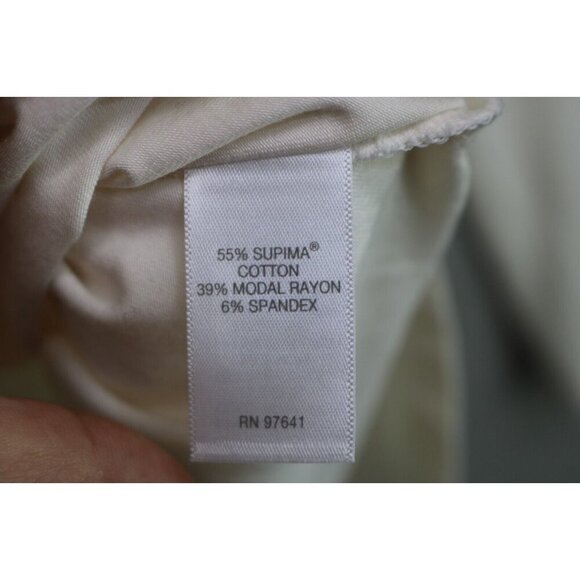 55% SUPIMA®
COTTON
39% MODAL RAYON
6% SPANDEX
RN 97641